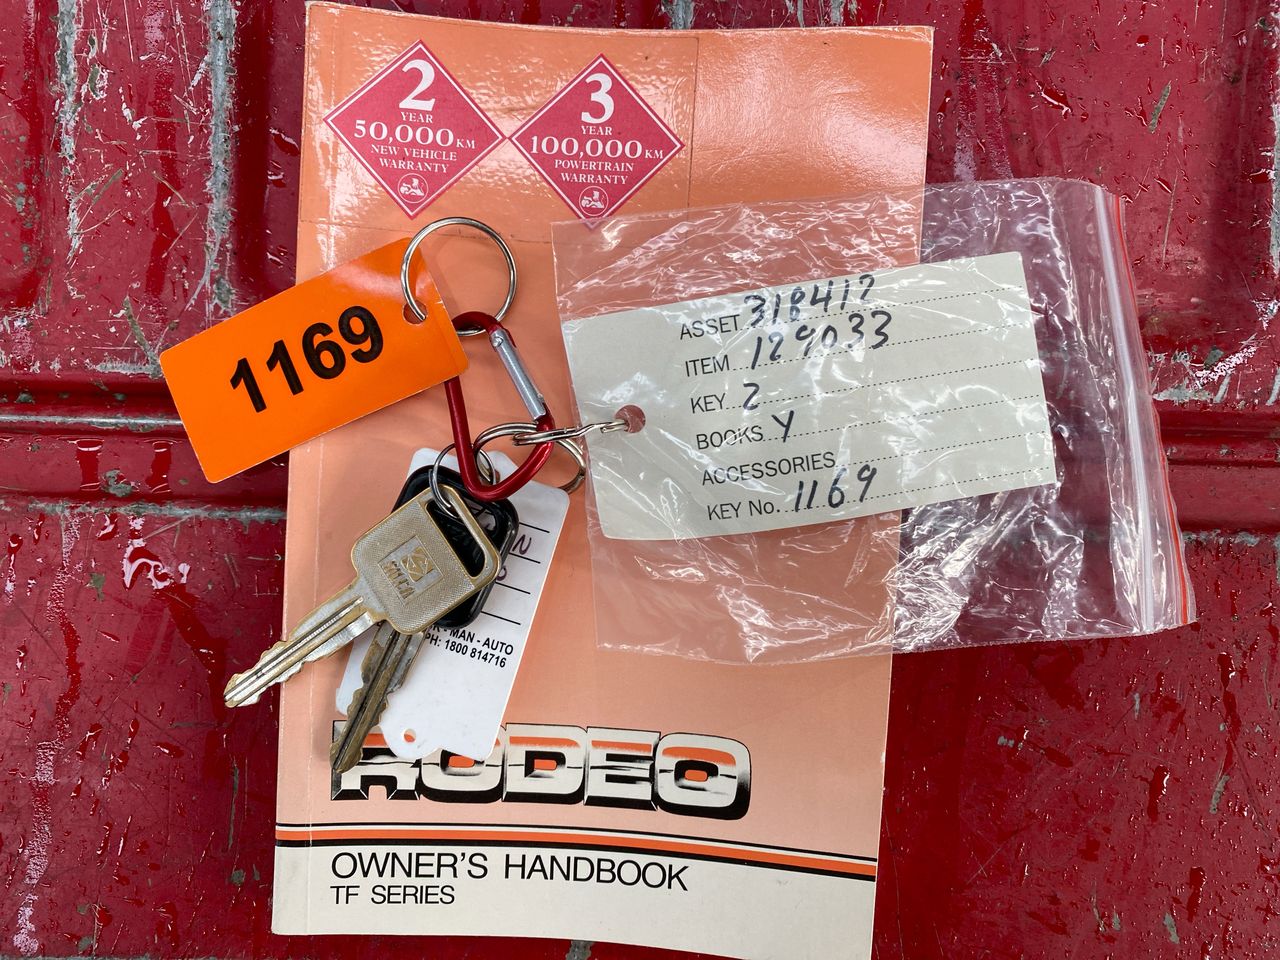 2
YEAR
50,000 KM
NEW VEHICLE
WARRANTY
3
YEAR
100,000 KM
POWERTRAIN
WARRANTY
1169
ASSET 318417
ITEM 129033
KEY 2
BOOKS Y
ACCESSORIES
KEY No. 1169
N
- MAN - AUTO
PH: 1800 814716
RODEO
OWNER'S HANDBOOK
TF SERIES